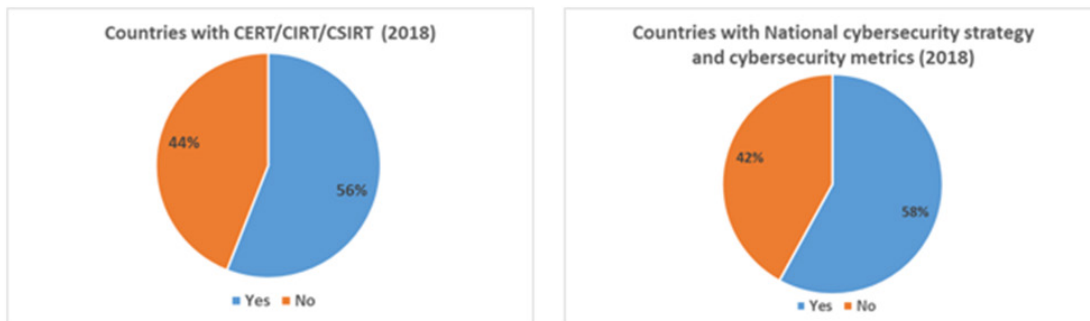 Countries with CERT/CIRT/CSIRT (2018)
44%
56%
Yes No
Countries with National cybersecurity strategy
and cybersecurity metrics (2018)
42%
58%
Yes No